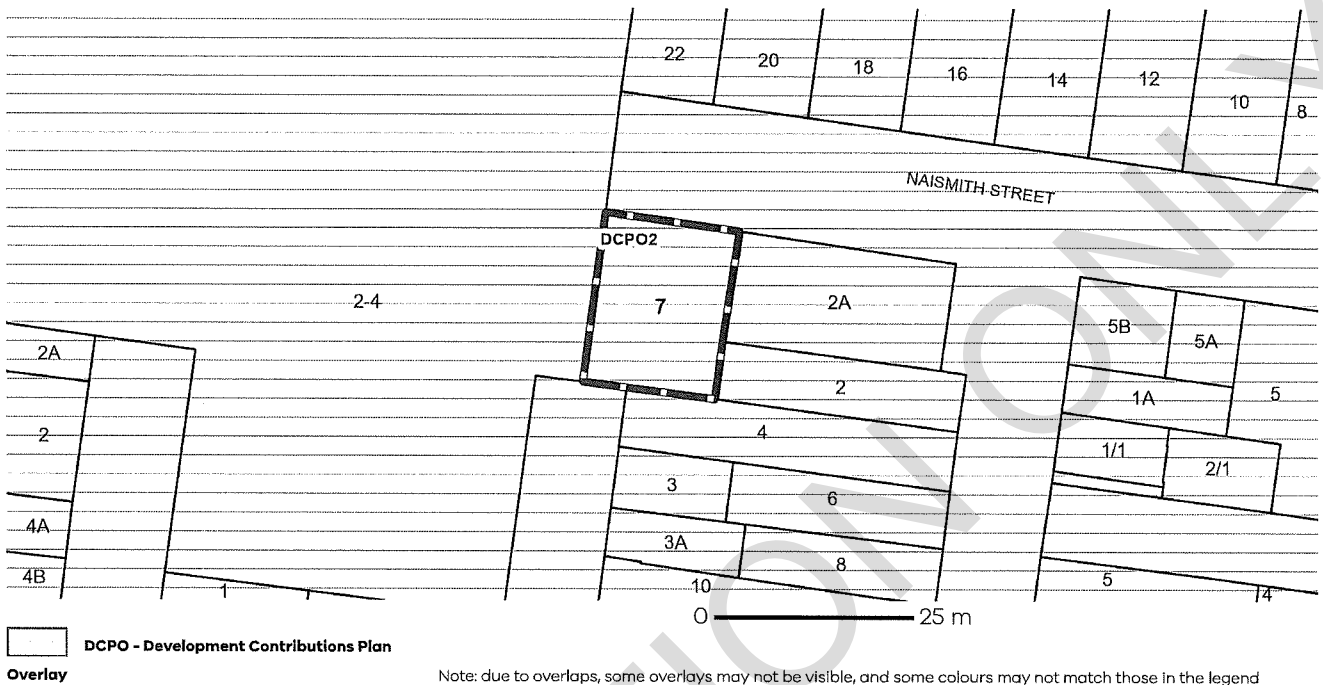 22
20
18
16
14
12
10
8
NAISMITH STREET
DCPO2
2-4
7
2A
5B
5A
2A
2
1A
5
2
4
1/1
2/1
3
6
4A
3A
8
4B
1
10
5
14
0 25 m
DCPO - Development Contributions Plan
Overlay
Note: due to overlaps, some overlays may not be visible, and some colours may not match those in the legend
ION ONLY